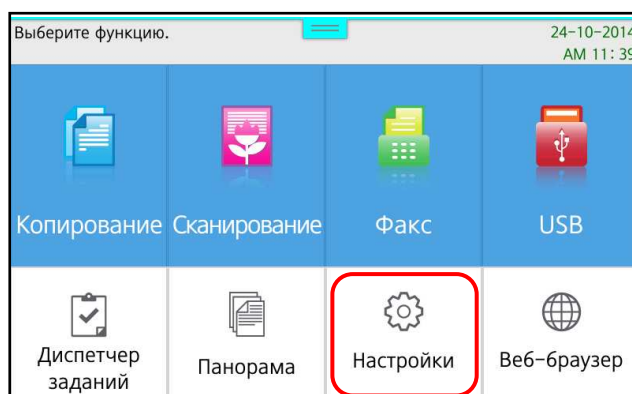 Выберите функцию.
24-10-2014
AM 11:39
Копирование
Сканирование
Факс
USB
Диспетчер
заданий
Панорама
Настройки
Веб-браузер